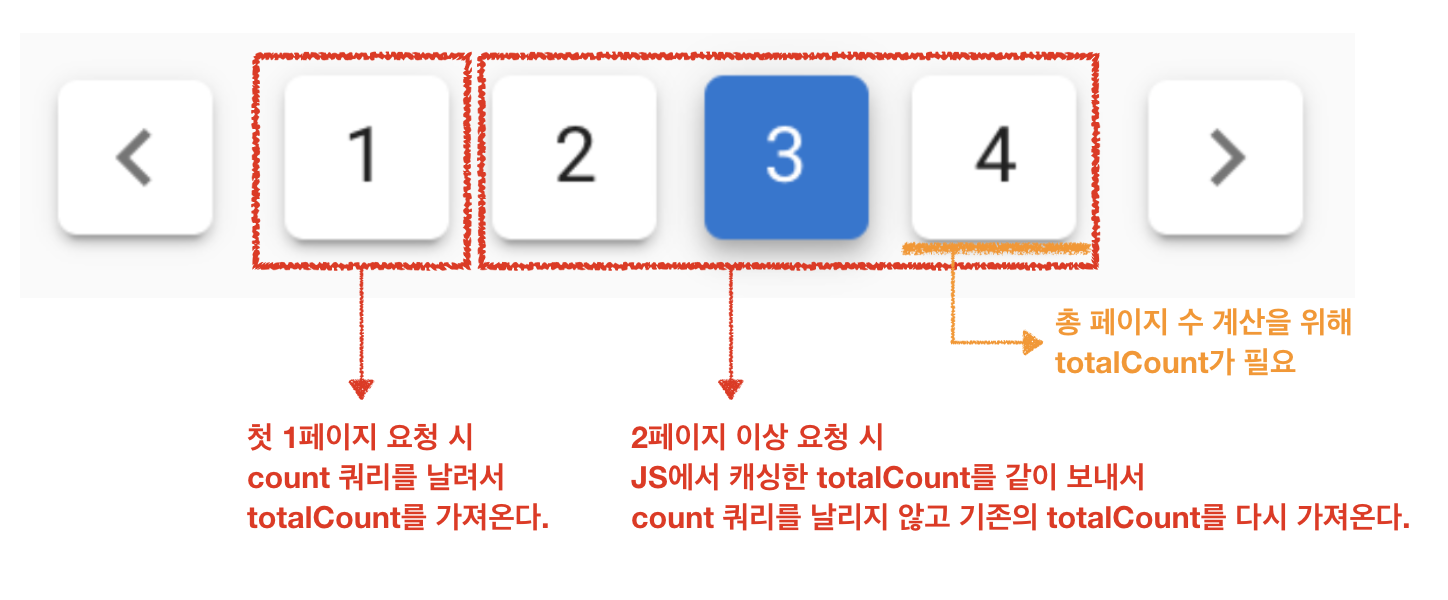 1
2
3
4
총 페이지 수 계산을 위해
totalCount가 필요
첫 1페이지 요청 시
count 쿼리를 날려서
totalCount를 가져온다.
2페이지 이상 요청 시
JS에서 캐싱한 totalCount를 같이 보내서
count 쿼리를 날리지 않고 기존의 totalCount를 다시 가져온다.